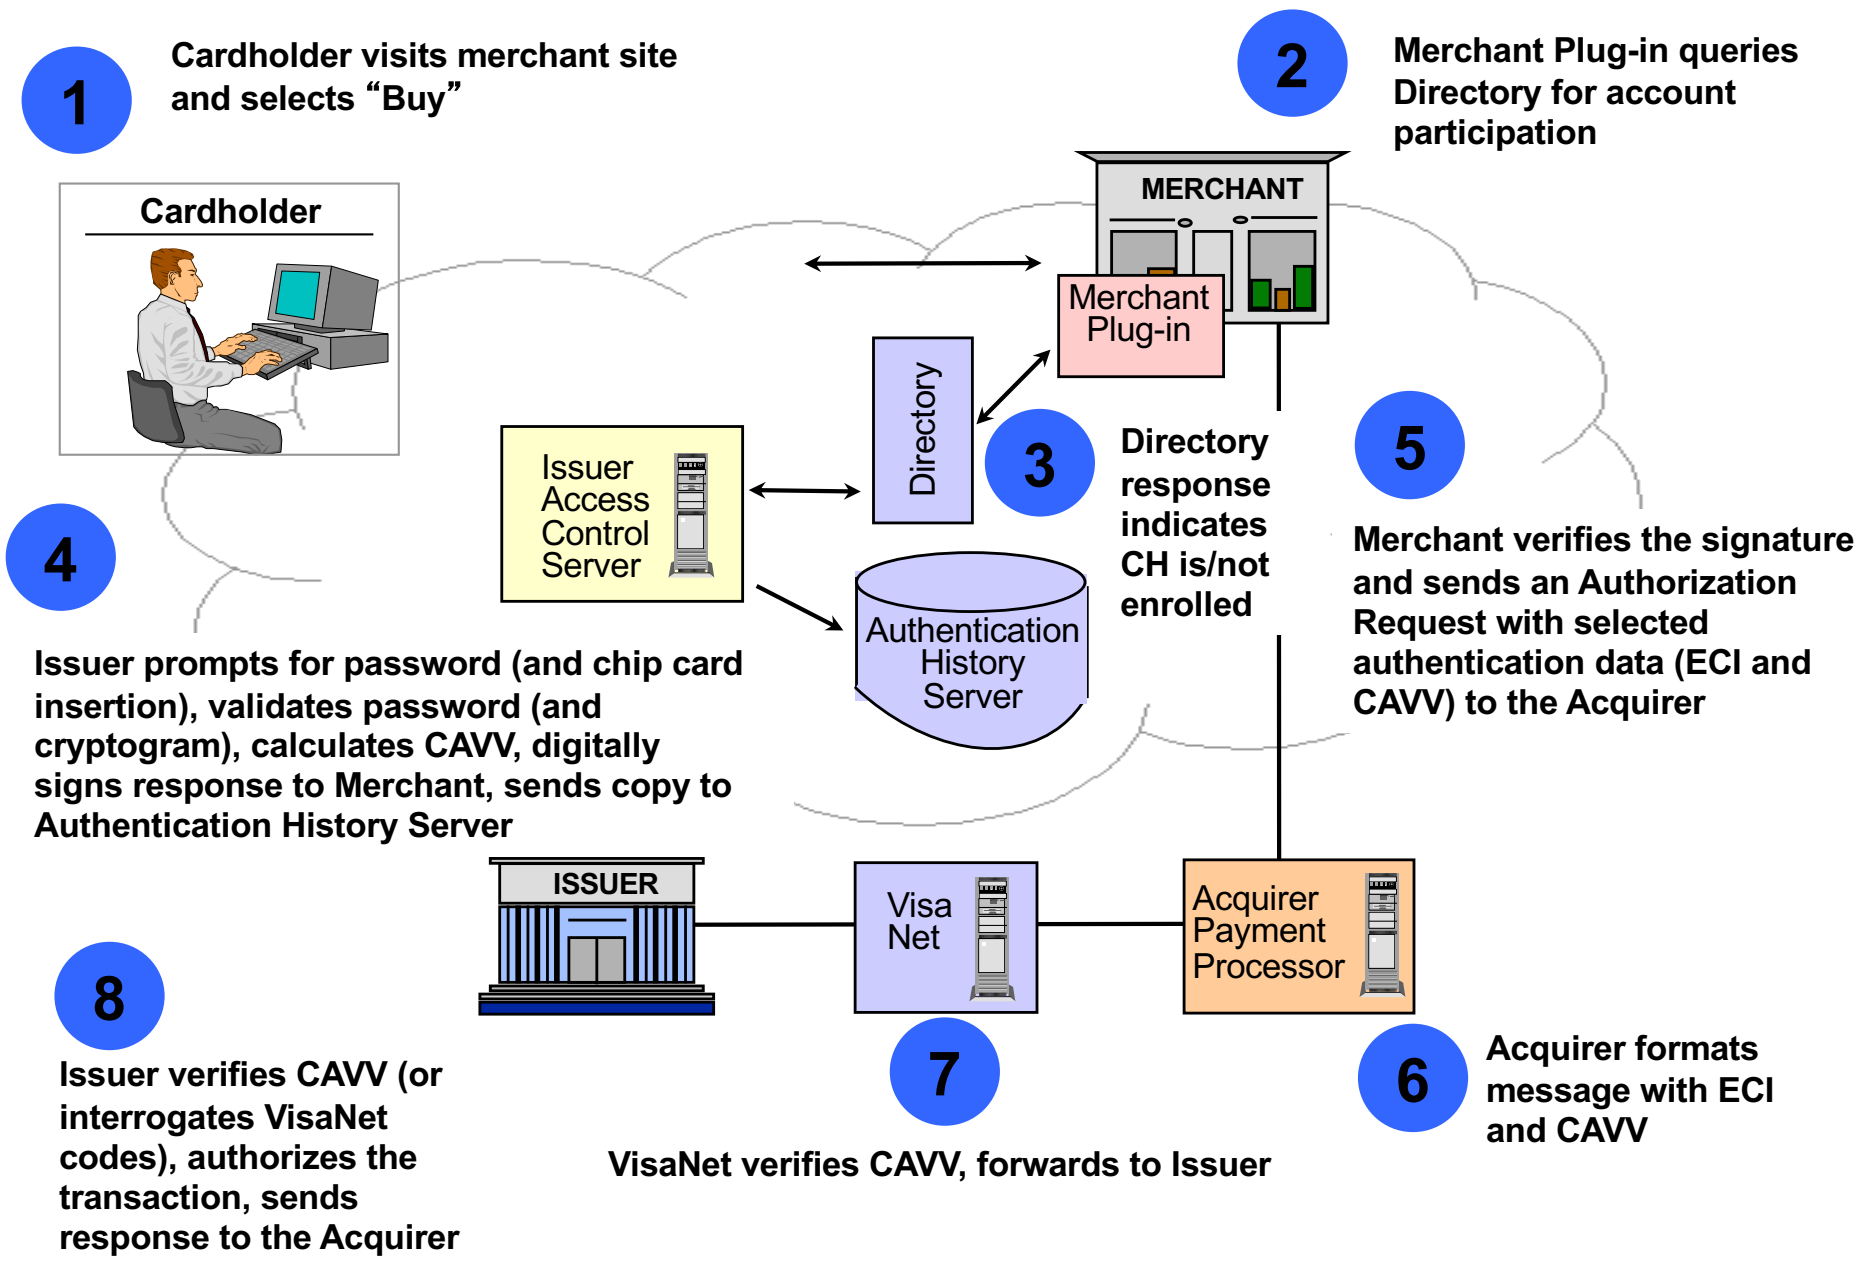 1
Cardholder visits merchant site
and selects “Buy”
2
Merchant Plug-in queries
Directory for account
participation
Cardholder
MERCHANT
Merchant
Plug-in
Directory
3
Directory
response
indicates
CH is/not
enrolled
Issuer
Access
Control
Server
Authentication
History
Server
4
Issuer prompts for password (and chip card
insertion), validates password (and
cryptogram), calculates CAVV, digitally
signs response to Merchant, sends copy to
Authentication History Server
5
Merchant verifies the signature
and sends an Authorization
Request with selected
authentication data (ECI and
CAVV) to the Acquirer
ISSUER
Visa
Net
Acquirer
Payment
Processor
6
Acquirer formats
message with ECI
and CAVV
7
VisaNet verifies CAVV, forwards to Issuer
8
Issuer verifies CAVV (or
interrogates VisaNet
codes), authorizes the
transaction, sends
response to the Acquirer